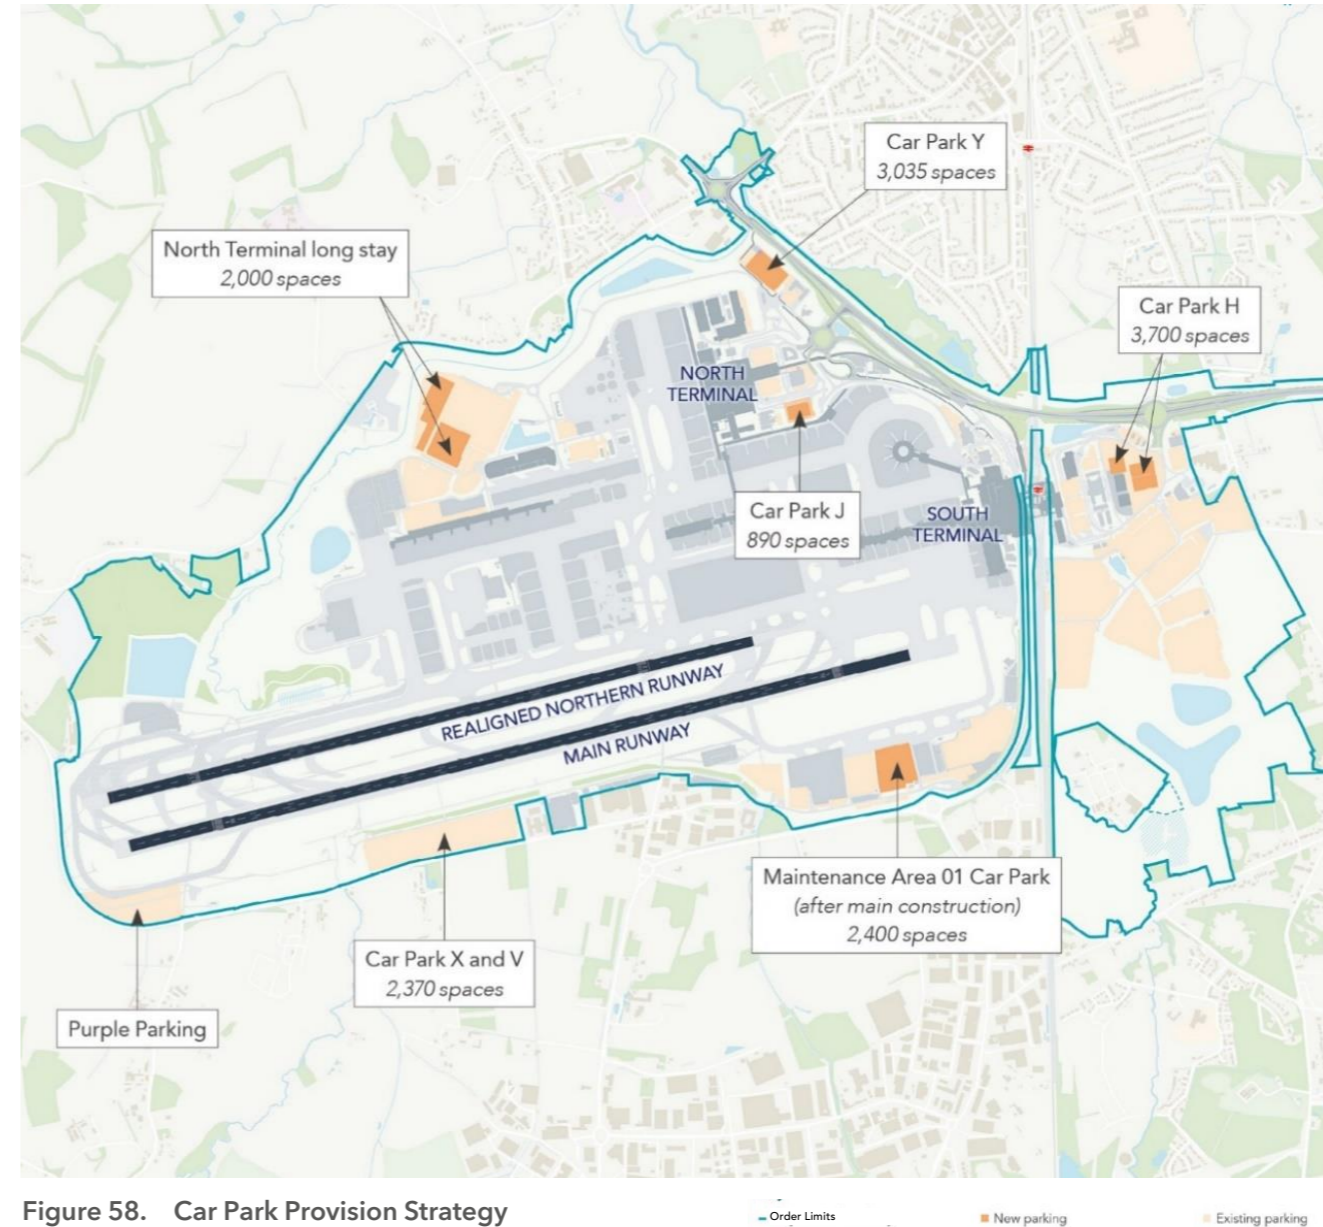 Car Park Y
3,035 spaces
North Terminal long stay
2,000 spaces
Car Park H
3,700 spaces
NORTH
TERMINAL
Car Park J
890 spaces
SOUTH
TERMINAL
REALIGNED NORTHERN RUNWAY
MAIN RUNWAY
Maintenance Area 01 Car Park
(after main construction)
2,400 spaces
Car Park X and V
2,370 spaces
Purple Parking
Figure 58. Car Park Provision Strategy
Order Limits
New parking
Existing parking